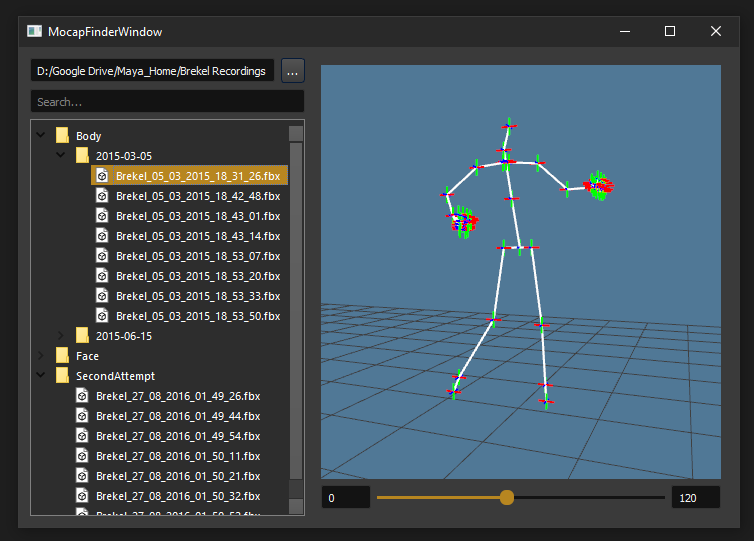 MocapFinderWindow
D:/Google Drive/Maya_Home/Brekel Recordings
...
Search...
Body
2015-03-05
Brekel_05_03_2015_18_31_26.fbx
Brekel_05_03_2015_18_42_48.fbx
Brekel_05_03_2015_18_43_01.fbx
Brekel_05_03_2015_18_43_14.fbx
Brekel_05_03_2015_18_53_07.fbx
Brekel_05_03_2015_18_53_20.fbx
Brekel_05_03_2015_18_53_33.fbx
Brekel_05_03_2015_18_53_50.fbx
2015-06-15
Face
SecondAttempt
Brekel_27_08_2016_01_49_26.fbx
Brekel_27_08_2016_01_49_44.fbx
Brekel_27_08_2016_01_49_54.fbx
Brekel_27_08_2016_01_50_11.fbx
Brekel_27_08_2016_01_50_21.fbx
Brekel_27_08_2016_01_50_32.fbx
0
120